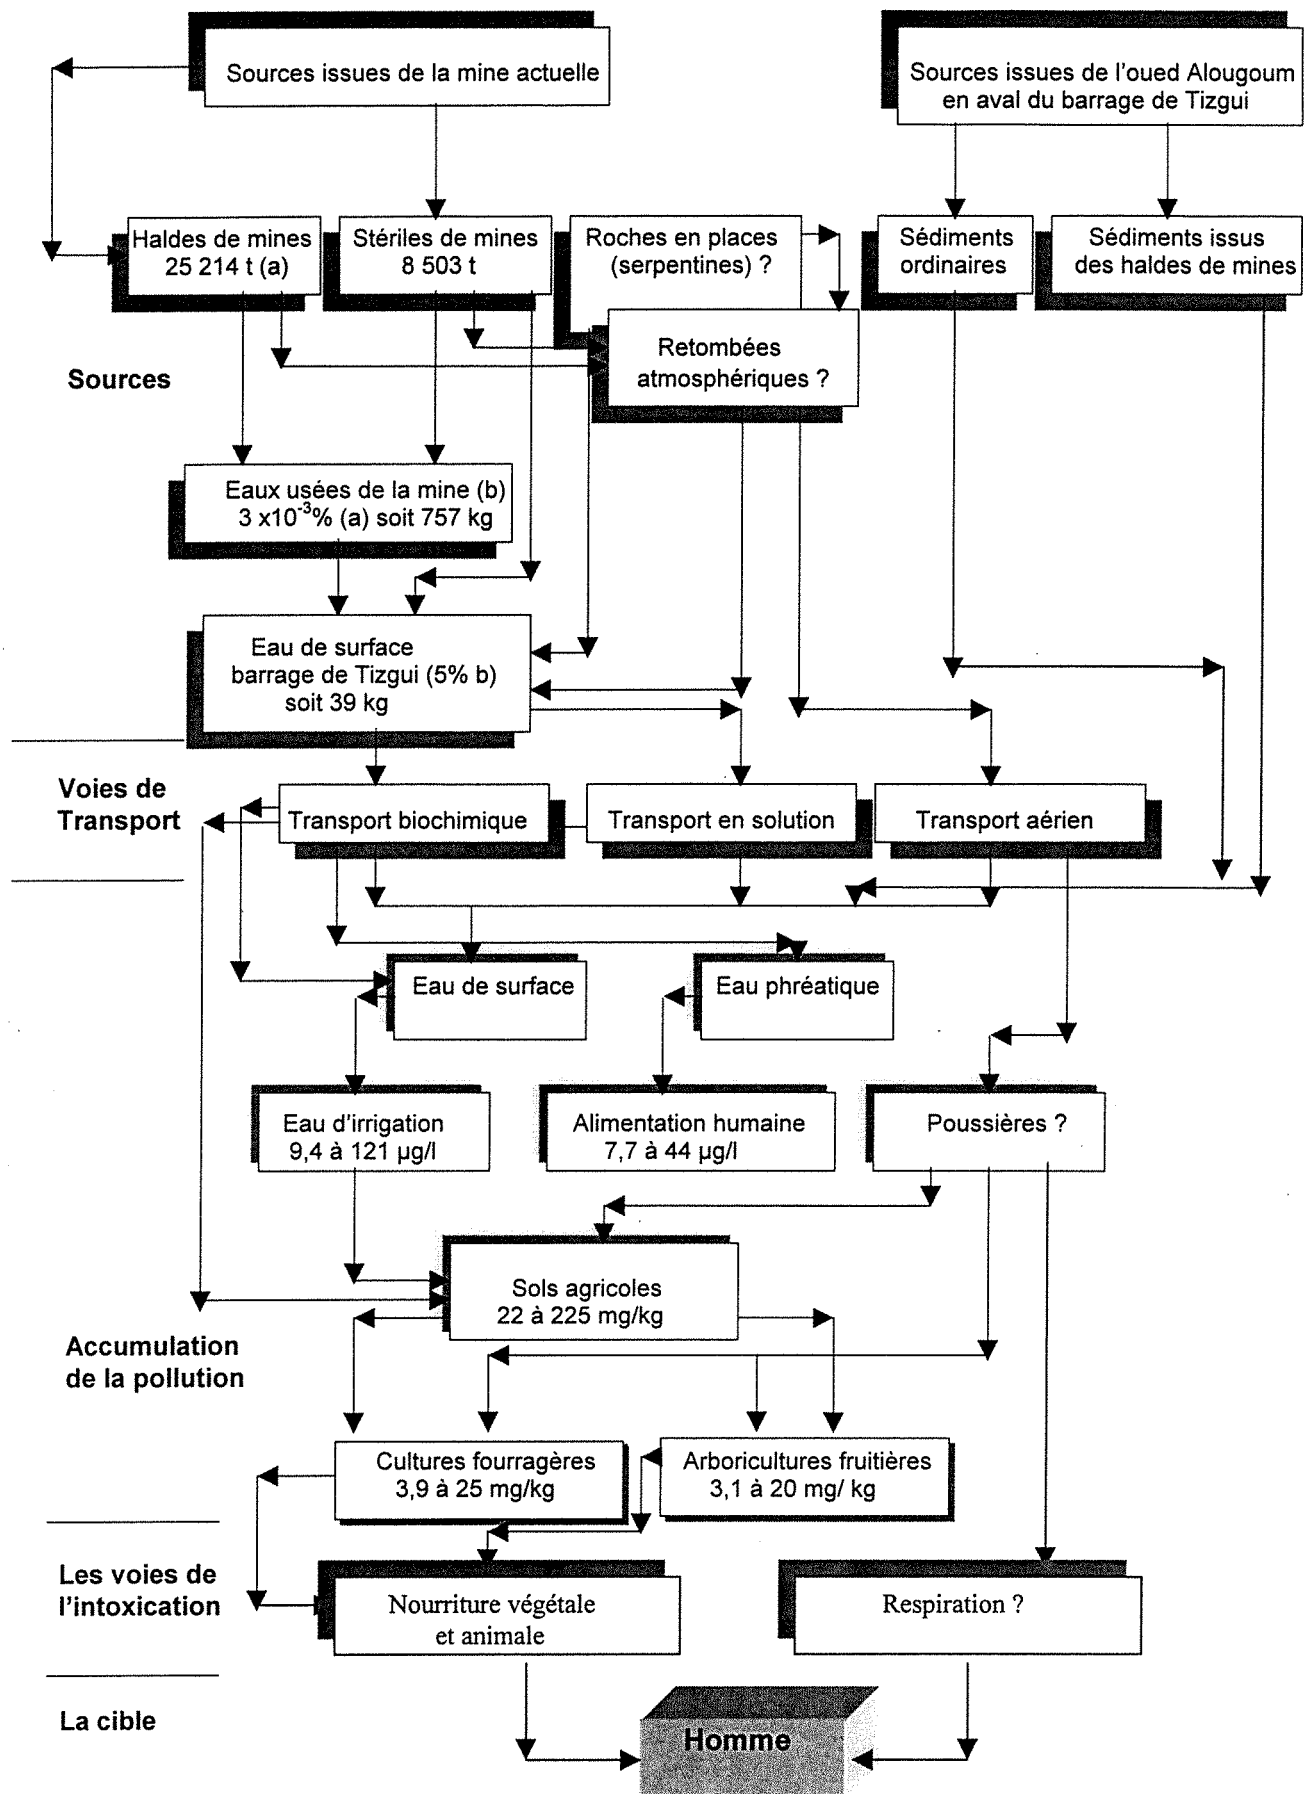 Sources issues de la mine actuelle
Sources issues de l'oued Alougoum
en aval du barrage de Tizgui
Haldes de mines
25 214 t (a)
Stériles de mines
8 503 t
Roches en places
(serpentines) ?
Sédiments
ordinaires
Sédiments issus
des haldes de mines
Retombées
atmosphériques ?
Sources
Eaux usées de la mine (b)
3 x10⁻³% (a) soit 757 kg
Eau de surface
barrage de Tizgui (5% b)
soit 39 kg
Voies de
Transport
Transport biochimique
Transport en solution
Transport aérien
Eau de surface
Eau phréatique
Eau d'irrigation
9,4 à 121 µg/l
Alimentation humaine
7,7 à 44 µg/l
Poussières ?
Sols agricoles
22 à 225 mg/kg
Accumulation
de la pollution
Cultures fourragères
3,9 à 25 mg/kg
Arboricultures fruitières
3,1 à 20 mg/ kg
Les voies de
l'intoxication
Nourriture végétale
et animale
Respiration ?
La cible
Homme